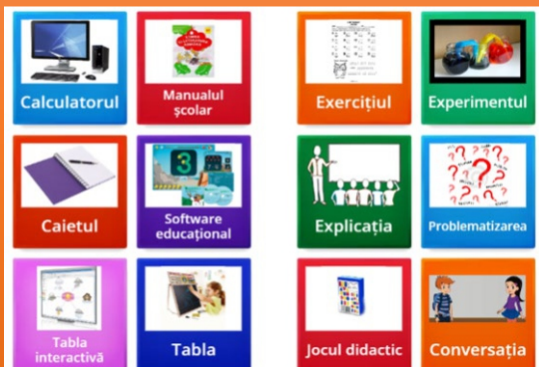 Calculatorul
Manualul
școlar
Exercițiul
Experimentul
Caietul
Software
educațional
Explicația
Problematizarea
Tabla
interactivă
Tabla
Jocul didactic
Conversația